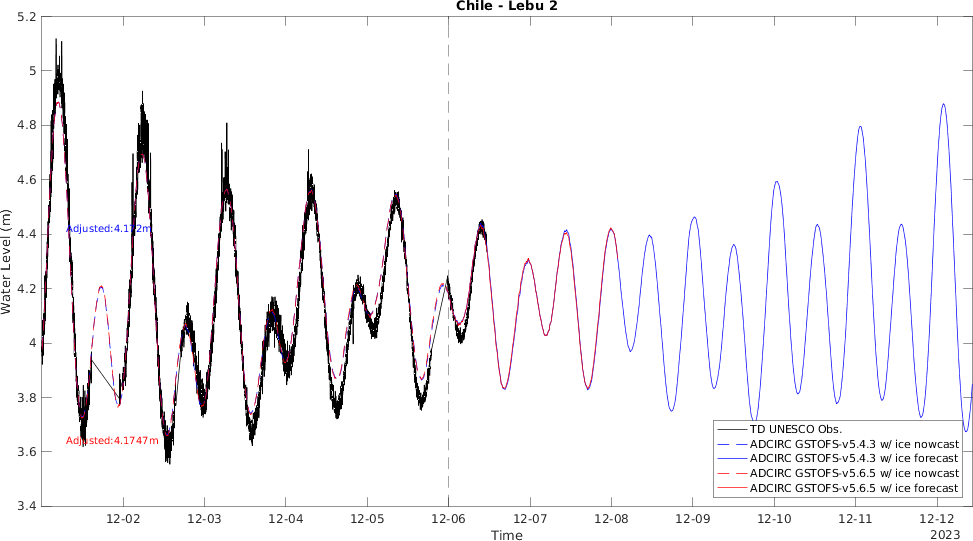 Chile - Lebu 2
Water Level (m)
5.2
5
4.8
4.6
4.4
4.2
4
3.8
3.6
3.4
Adjusted:4.172m
Adjusted:4.1747m
TD UNESCO Obs.
ADCIRC GSTOFS-v5.4.3 w/ ice nowcast
ADCIRC GSTOFS-v5.4.3 w/ ice forecast
ADCIRC GSTOFS-v5.6.5 w/ ice nowcast
ADCIRC GSTOFS-v5.6.5 w/ ice forecast
12-02 12-03 12-04 12-05 12-06 12-07 12-08 12-09 12-10 12-11 12-12
2023
Time